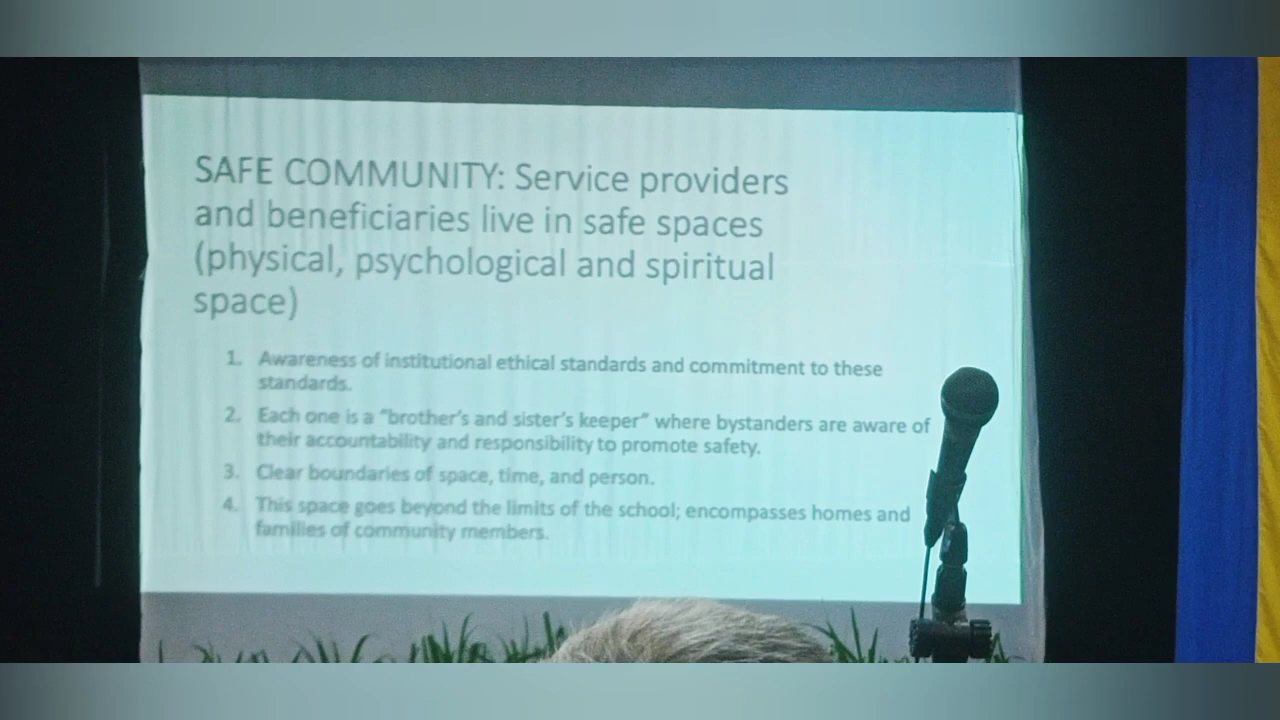 SAFE COMMUNITY: Service providers
and beneficiaries live in safe spaces
(physical, psychological and spiritual
space)
1. Awareness of institutional ethical standards and commitment to these
standards.
2. Each one is a "brother's and sister's keeper" where bystanders are aware of
their accountability and responsibility to promote safety.
3. Clear boundaries of space, time, and person.
4. This space goes beyond the limits of the school; encompasses homes and
families of community members.